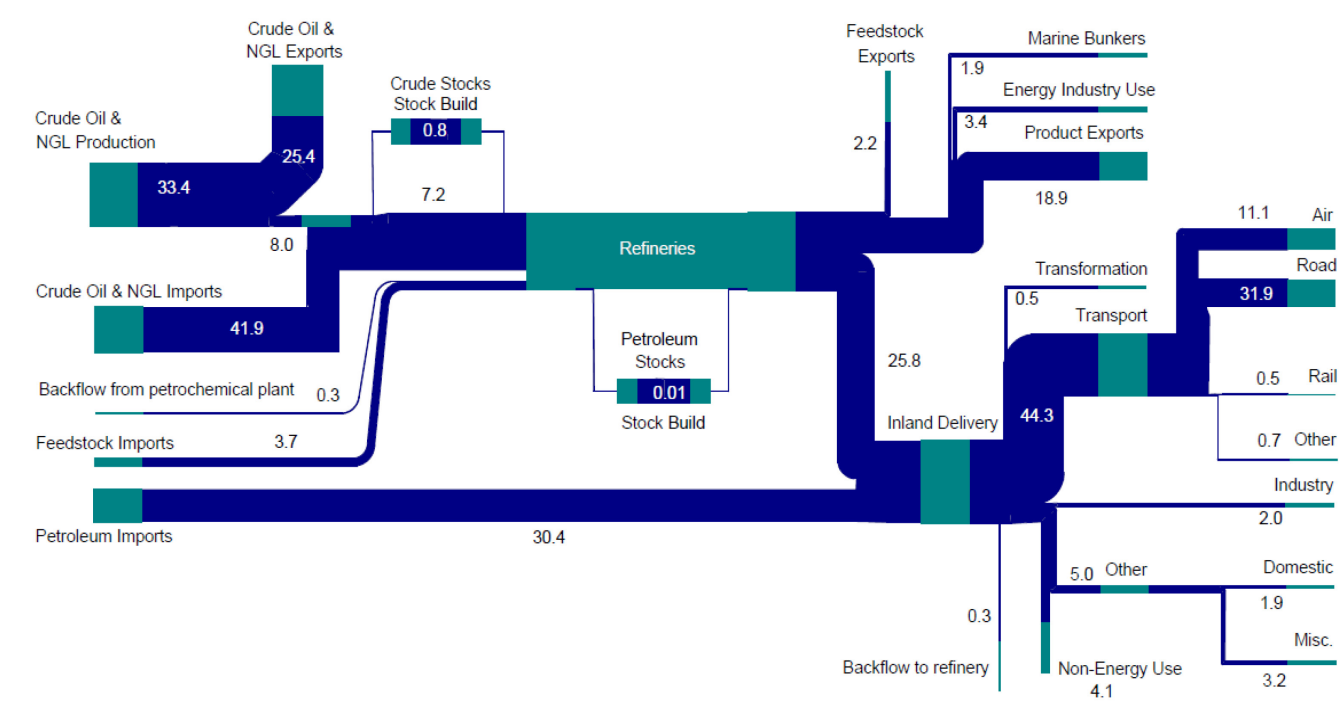 Crude Oil &
NGL Exports
25.4
Crude Oil &
NGL Production
33.4
8.0
Crude Stocks
Stock Build
0.8
7.2
Crude Oil & NGL Imports
41.9
Backflow from petrochemical plant
0.3
Feedstock Imports
3.7
Petroleum Imports
30.4
Refineries
Petroleum
Stocks
0.01
Stock Build
Feedstock
Exports
2.2
Marine Bunkers
1.9
Energy Industry Use
3.4
Product Exports
18.9
25.8
Inland Delivery
Transformation
0.5
Transport
44.3
11.1
Air
Road
31.9
0.5
Rail
0.7
Other
Industry
2.0
5.0
Other
Domestic
1.9
Misc.
3.2
0.3
Backflow to refinery
Non-Energy Use
4.1